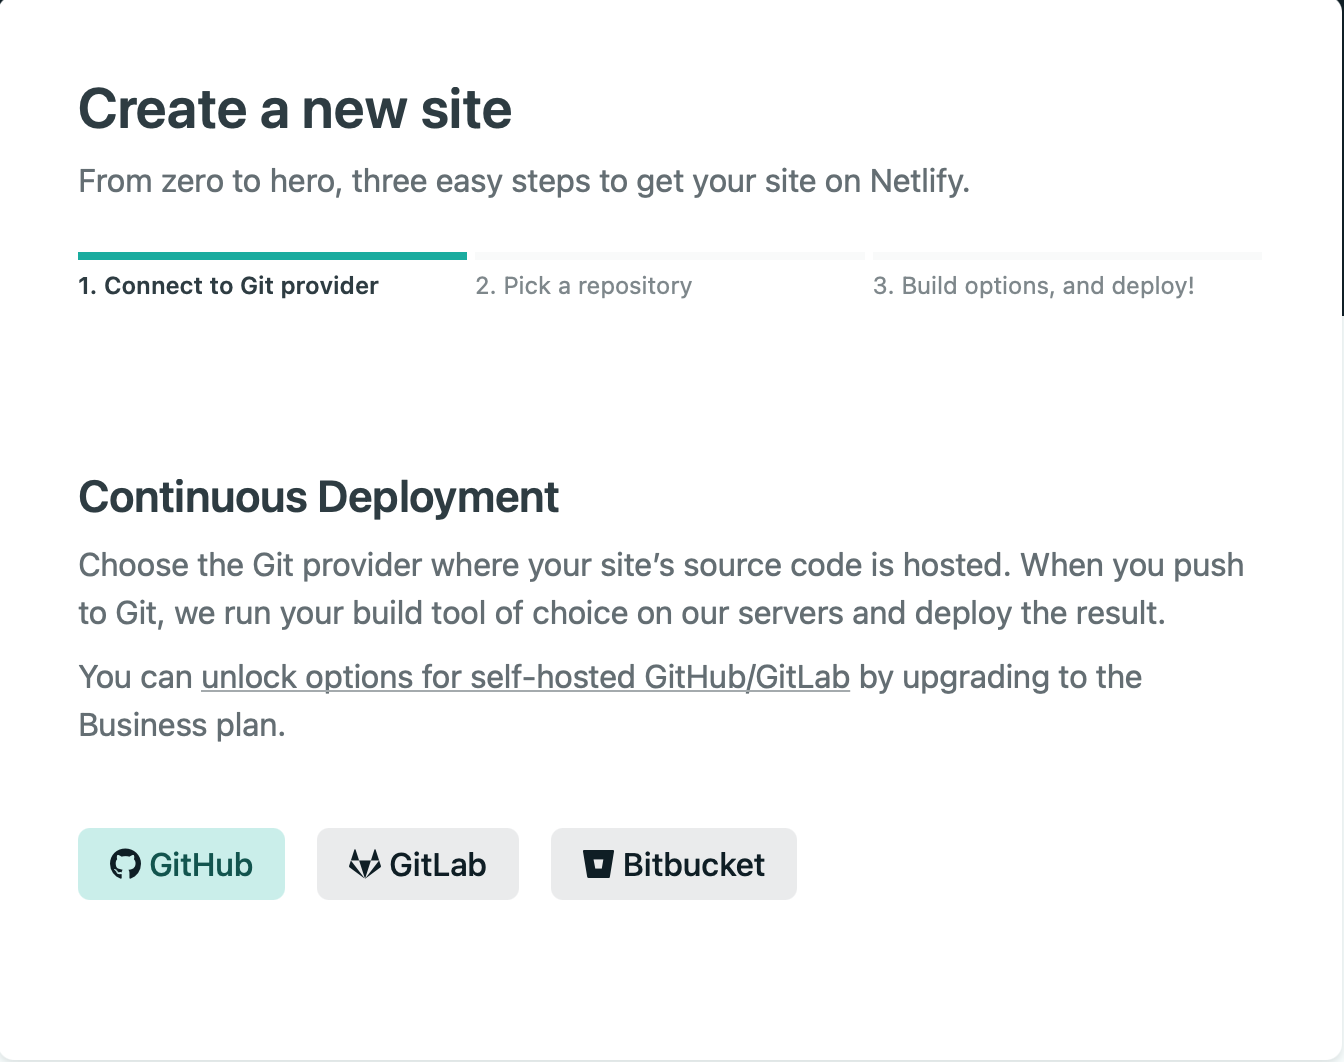 Create a new site
From zero to hero, three easy steps to get your site on Netlify.
1. Connect to Git provider
2. Pick a repository
3. Build options, and deploy!
Continuous Deployment
Choose the Git provider where your site’s source code is hosted. When you push
to Git, we run your build tool of choice on our servers and deploy the result.
You can unlock options for self-hosted GitHub/GitLab by upgrading to the
Business plan.
GitHub
GitLab
Bitbucket